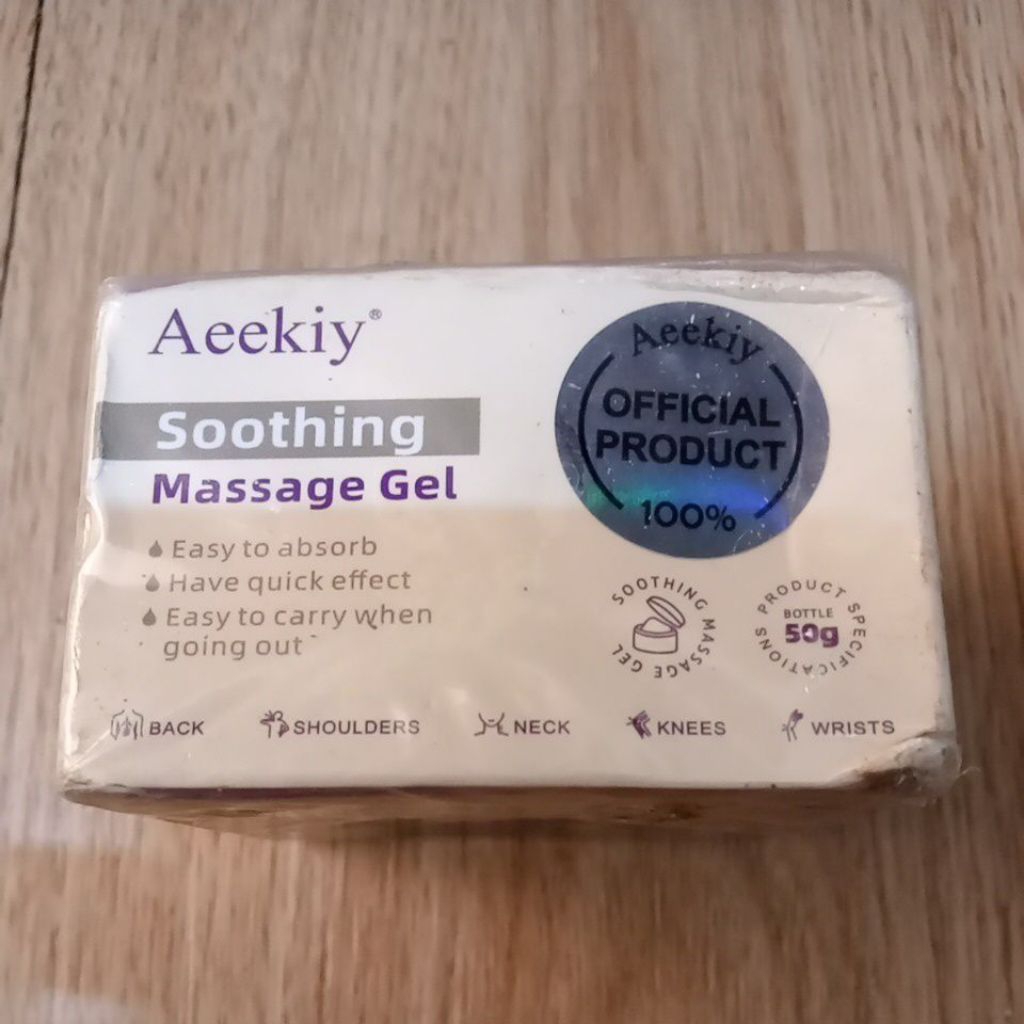 Aeekiy®
Soothing
Massage Gel
Easy to absorb
Have quick effect
Easy to carry when
going out
Aeekiy
OFFICIAL
PRODUCT
100%
SOOTHING MASSAGE GEL
PRODUCT SPECIFICATIONS
BOTTLE
50g
BACK
SHOULDERS
NECK
KNEES
WRISTS